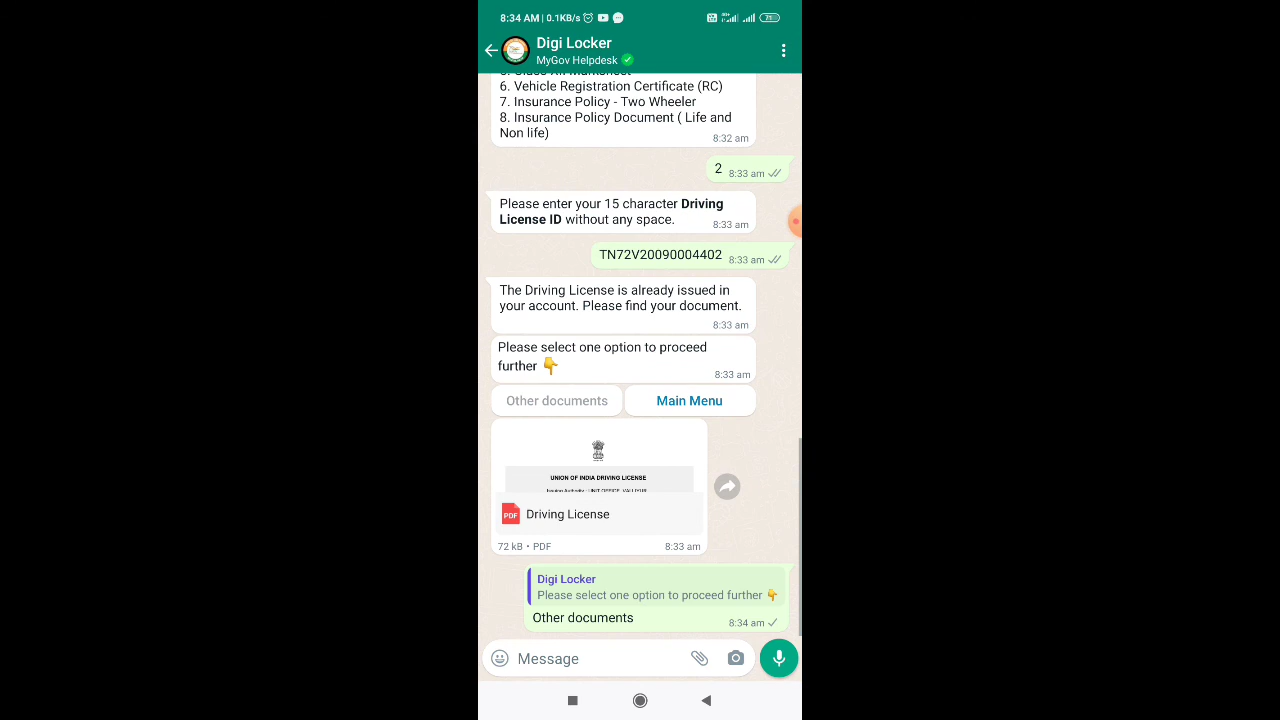 8:34 AM | 0.1KB/s
71
Digi Locker
MyGov Helpdesk
6. Vehicle Registration Certificate (RC)
7. Insurance Policy - Two Wheeler
8. Insurance Policy Document ( Life and
Non life)
8:32 am
2 8:33 am
Please enter your 15 character Driving
License ID without any space.
8:33 am
TN72V20090004402 8:33 am
The Driving License is already issued in
your account. Please find your document.
8:33 am
Please select one option to proceed
further 👇
8:33 am
Other documents
Main Menu
UNION OF INDIA DRIVING LICENSE
PDF Driving License
72 kB • PDF 8:33 am
Digi Locker
Please select one option to proceed further 👇
Other documents
8:34 am
Message